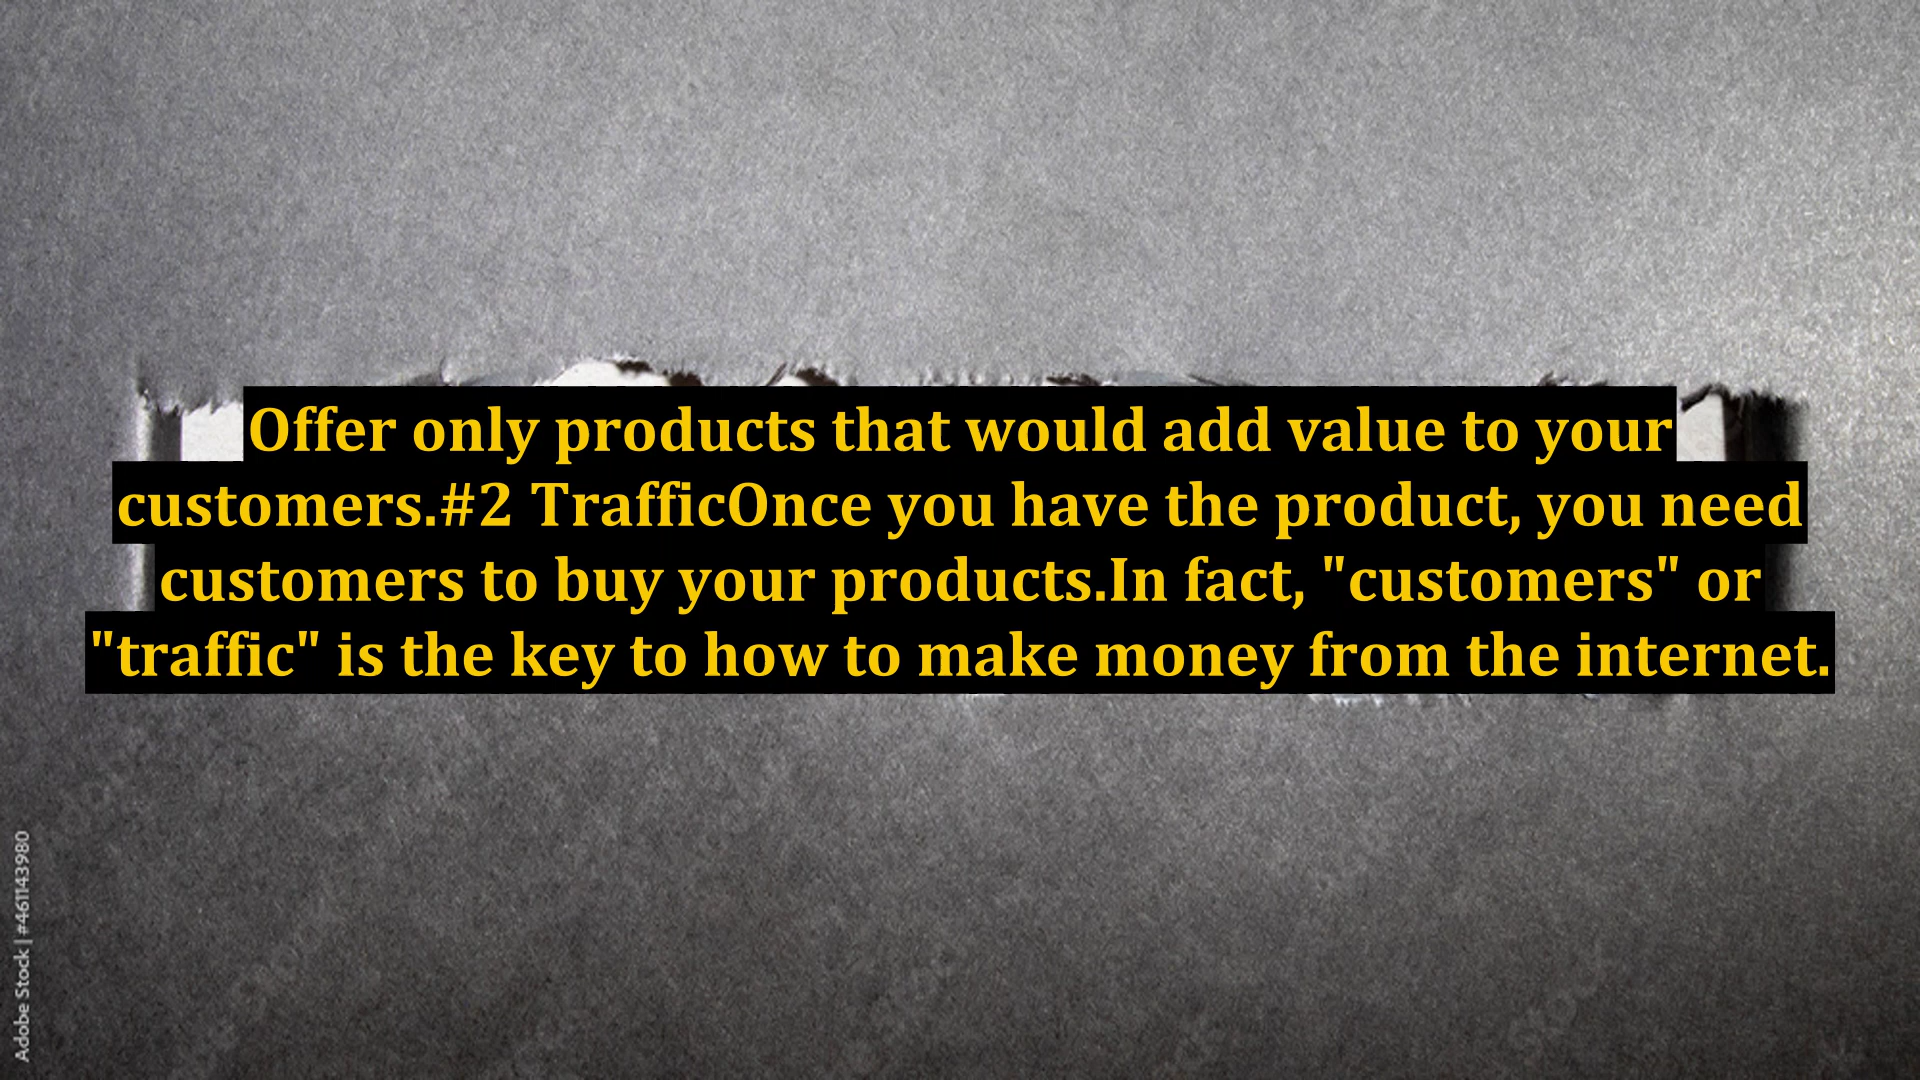 Offer only products that would add value to your
customers.#2 TrafficOnce you have the product, you need
customers to buy your products.In fact, "customers" or
"traffic" is the key to how to make money from the internet.
Adobe Stock | #461143980